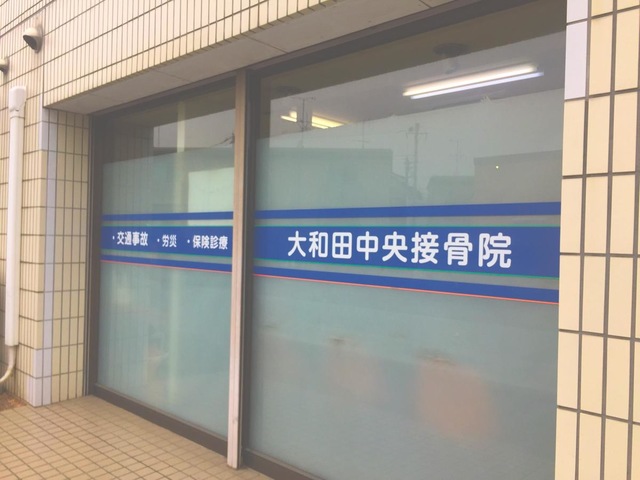 ・交通事故 ・労災 ・保険診療
大和田中央接骨院